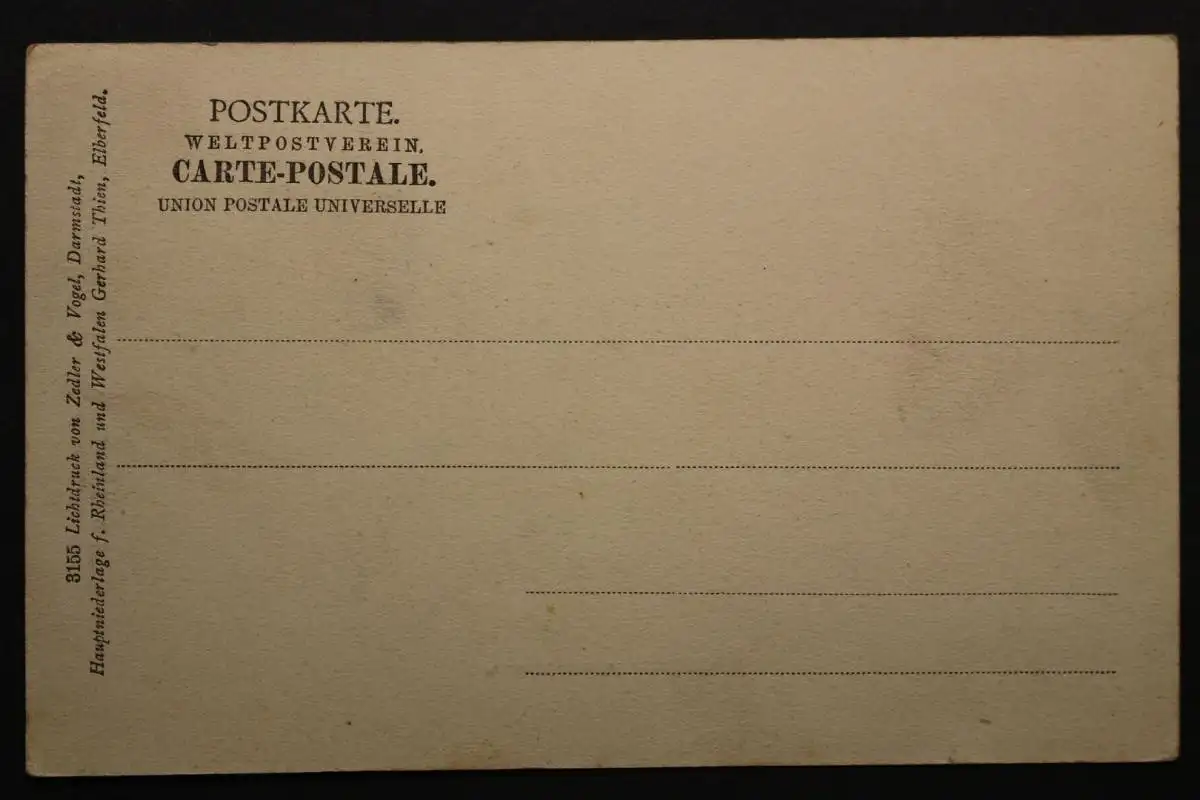 POSTKARTE.
WELTPOSTVEREIN.
CARTE-POSTALE.
UNION POSTALE UNIVERSELLE
3155 Lichtdruck von Zedler & Vogel, Darmstadt,
Hauptniederlage f. Rheinland und Westfalen Gerhard Thien, Elberfeld.